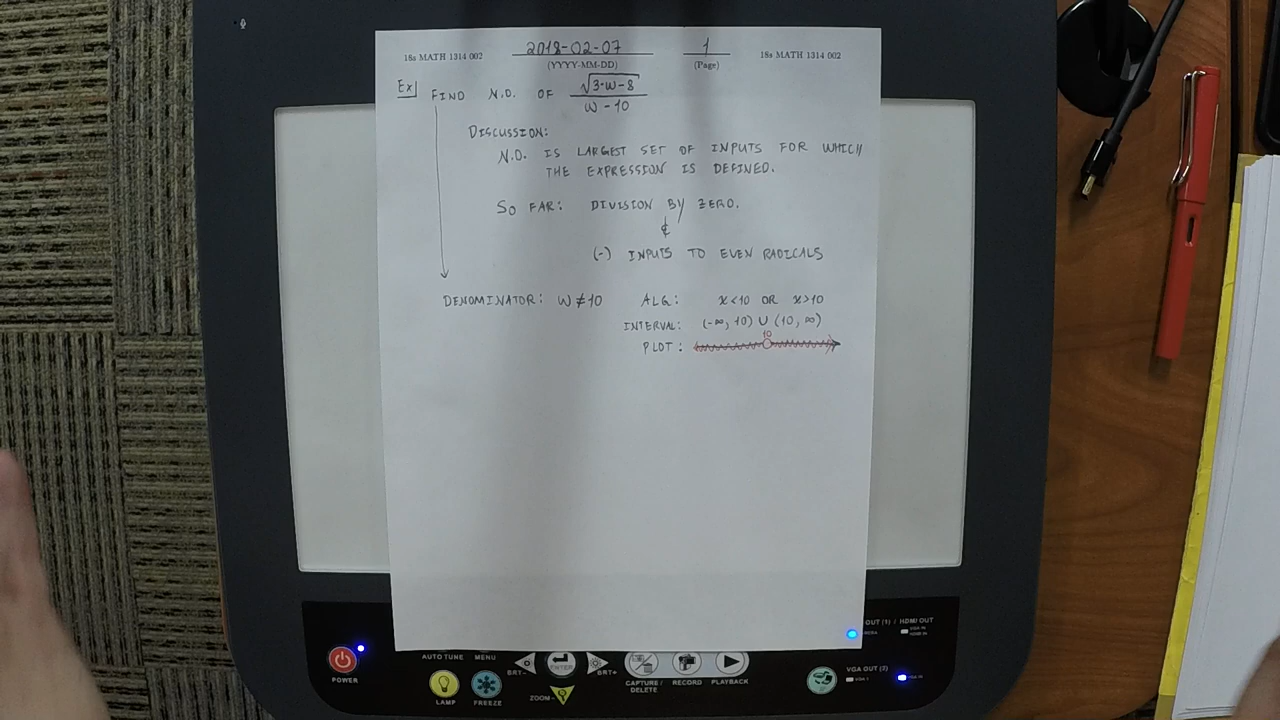 18s MATH 1314 002 2018-02-07 1 18s MATH 1314 002
(YYYY-MM-DD) (Page)
Ex FIND N.D. OF √3·w-8
w-10
DISCUSSION:
N.D. IS LARGEST SET OF INPUTS FOR WHICH
THE EXPRESSION IS DEFINED.
SO FAR: DIVISION BY ZERO.
&
(-) INPUTS TO EVEN RADICALS
DENOMINATOR: W≠10 ALG: x<10 OR x>10
INTERVAL: (-∞, 10) ∪ (10, ∞)
PLOT: 10
OUT (1) / HDMI OUT
VGA OUT (2)
POWER
AUTO TUNE MENU
LAMP FREEZE
BRT- ENTER BRT+
ZOOM-
CAPTURE/
DELETE
RECORD PLAYBACK